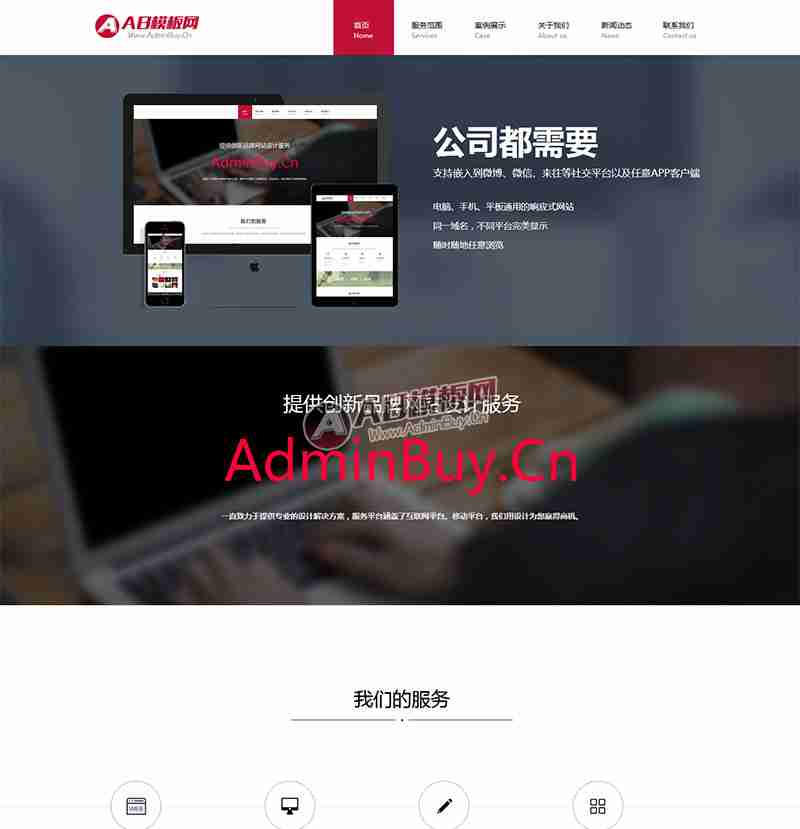 AB模板网
Www.AdminBuy.Cn
首页
Home
服务范围
Services
案例展示
Case
关于我们
About us
新闻动态
News
联系我们
Contact us
提供创新品牌网站设计服务
AdminBuy.Cn
我们的服务
公司都需要
支持嵌入到微博、微信、来往等社交平台以及任意APP客户端
电脑、手机、平板通用的响应式网站
同一域名，不同平台完美显示
随时随地任意浏览
提供创新品牌网站设计服务
AB模板网
Www.AdminBuy.Cn
AdminBuy.Cn
一直致力于提供专业的设计解决方案，服务平台涵盖了互联网平台、移动平台，我们用设计为您赢得商机。
我们的服务
WEB